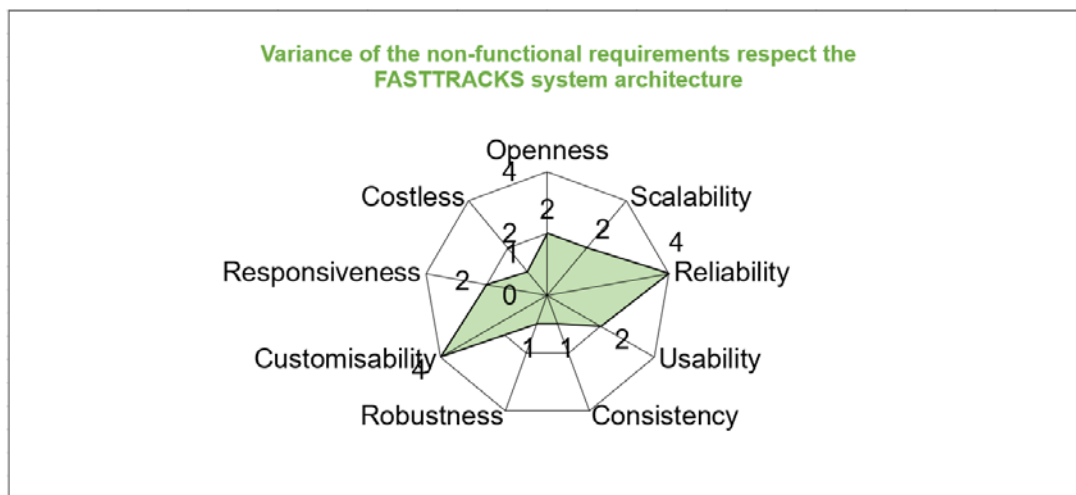 Variance of the non-functional requirements respect the
FASTTRACKS system architecture
Openness
4
Costless
2
Scalability
2
2
1
4
Responsiveness
2
0
Reliability
Customisability
4
1
1
2
Usability
Robustness
Consistency